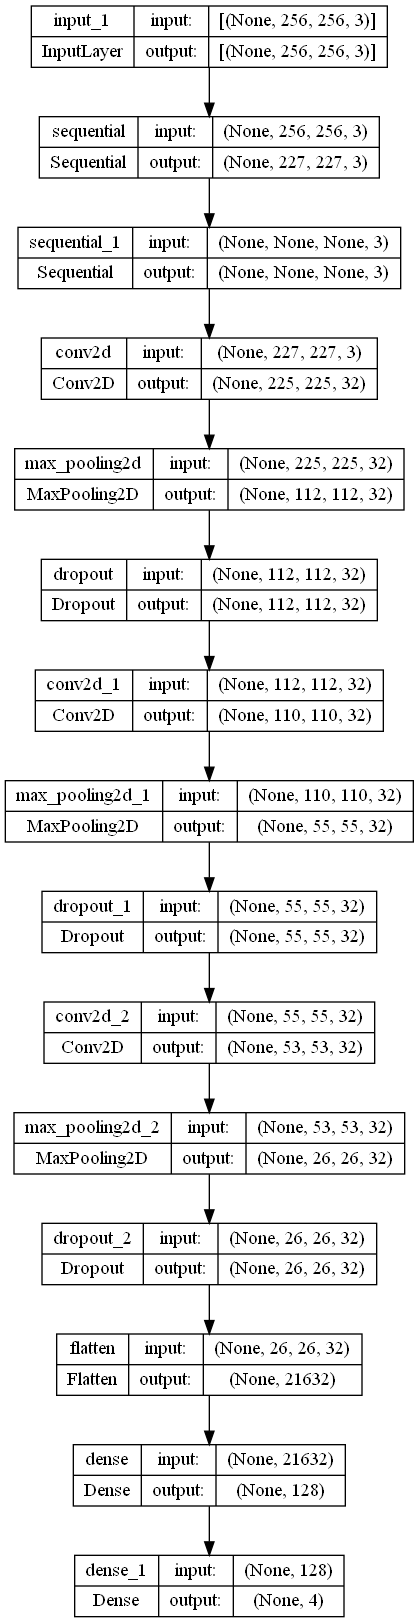 input_1 input: [(None, 256, 256, 3)]
InputLayer output: [(None, 256, 256, 3)]
sequential input: (None, 256, 256, 3)
Sequential output: (None, 227, 227, 3)
sequential_1 input: (None, None, None, 3)
Sequential output: (None, None, None, 3)
conv2d input: (None, 227, 227, 3)
Conv2D output: (None, 225, 225, 32)
max_pooling2d input: (None, 225, 225, 32)
MaxPooling2D output: (None, 112, 112, 32)
dropout input: (None, 112, 112, 32)
Dropout output: (None, 112, 112, 32)
conv2d_1 input: (None, 112, 112, 32)
Conv2D output: (None, 110, 110, 32)
max_pooling2d_1 input: (None, 110, 110, 32)
MaxPooling2D output: (None, 55, 55, 32)
dropout_1 input: (None, 55, 55, 32)
Dropout output: (None, 55, 55, 32)
conv2d_2 input: (None, 55, 55, 32)
Conv2D output: (None, 53, 53, 32)
max_pooling2d_2 input: (None, 53, 53, 32)
MaxPooling2D output: (None, 26, 26, 32)
dropout_2 input: (None, 26, 26, 32)
Dropout output: (None, 26, 26, 32)
flatten input: (None, 26, 26, 32)
Flatten output: (None, 21632)
dense input: (None, 21632)
Dense output: (None, 128)
dense_1 input: (None, 128)
Dense output: (None, 4)